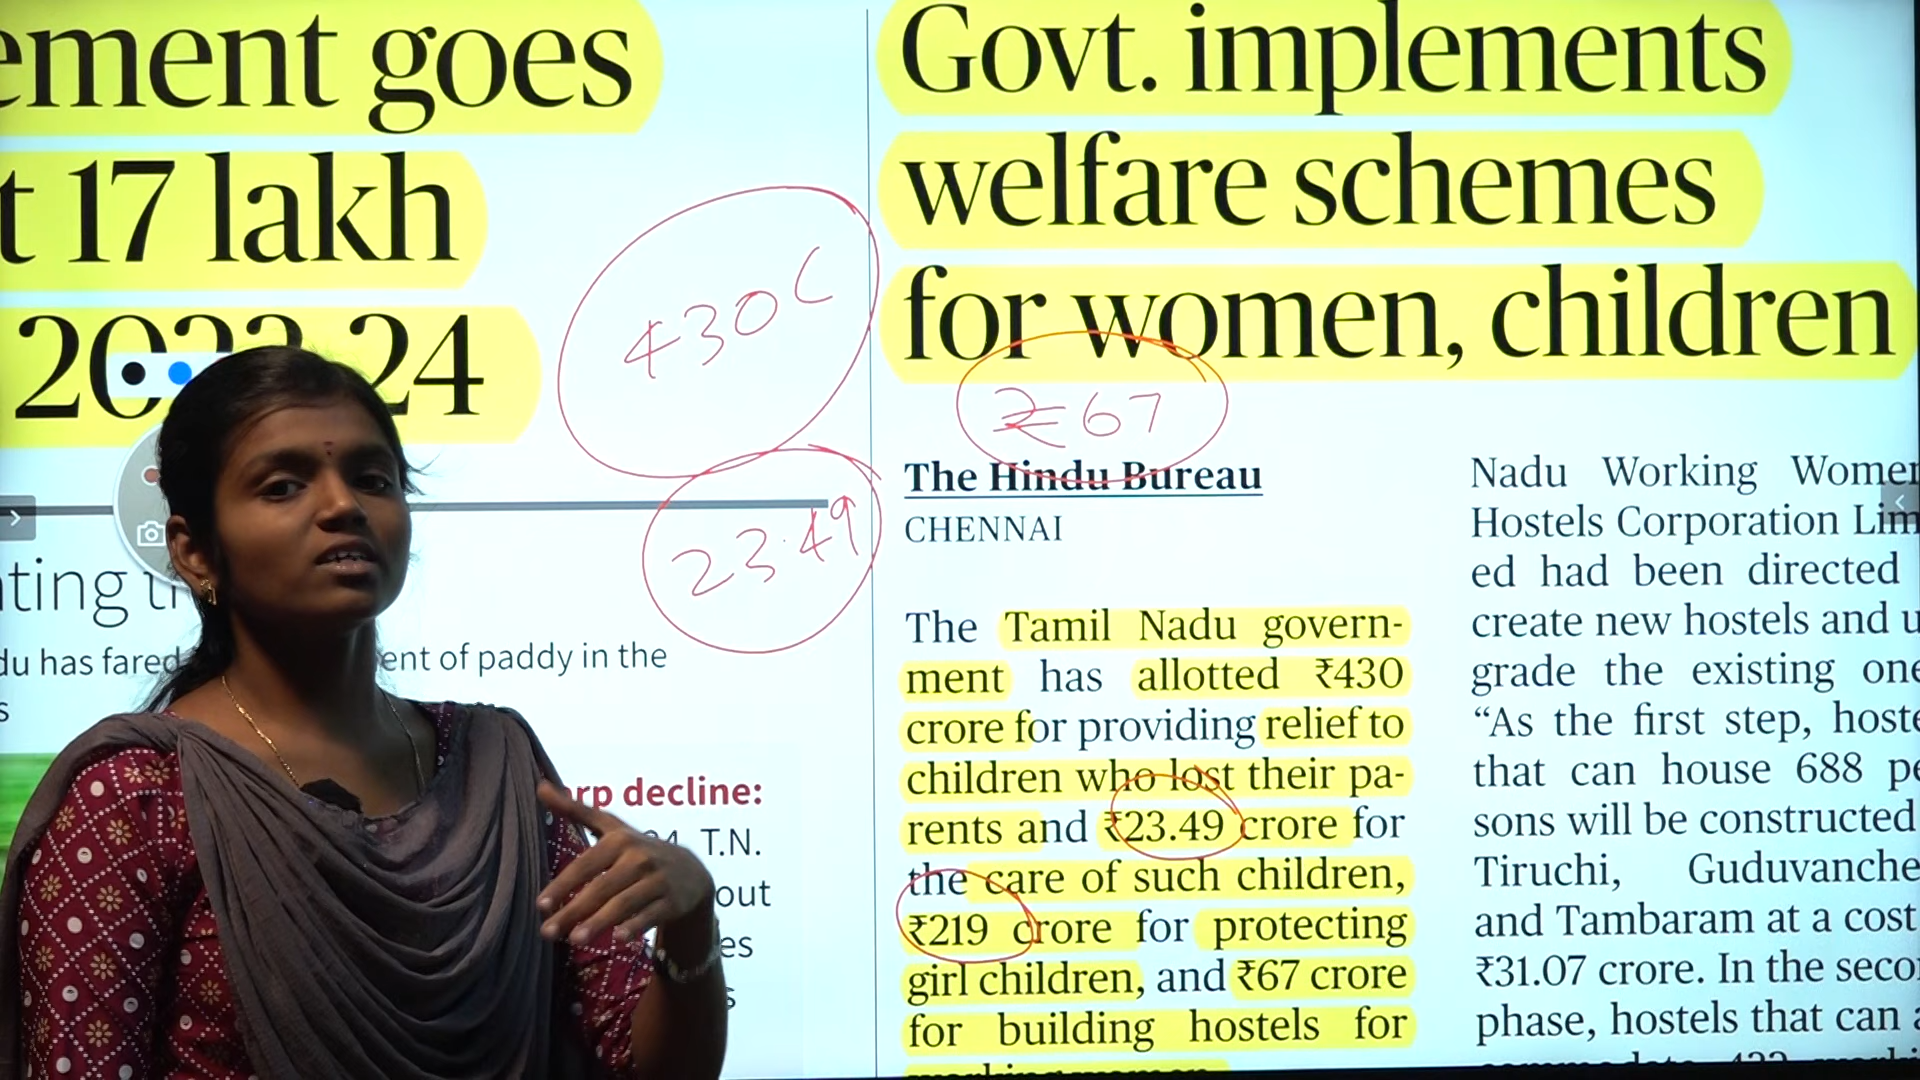 ement goes
t 17 lakh
24
ting
du has fared
ent of paddy in the
s
rp decline:
T.N.
out
es
s
430C
23.49
Govt. implements
welfare schemes
for women, children
₹67
The Hindu Bureau
CHENNAI
The Tamil Nadu govern-
ment has allotted ₹430
crore for providing relief to
children who lost their pa-
rents and ₹23.49 crore for
the care of such children,
₹219 crore for protecting
girl children, and ₹67 crore
for building hostels for
working women.
Nadu Working Women
Hostels Corporation Lim
ed had been directed
create new hostels and u
grade the existing one
“As the first step, hoste
that can house 688 pe
sons will be constructed
Tiruchi, Guduvanche
and Tambaram at a cost
₹31.07 crore. In the seco
phase, hostels that can a